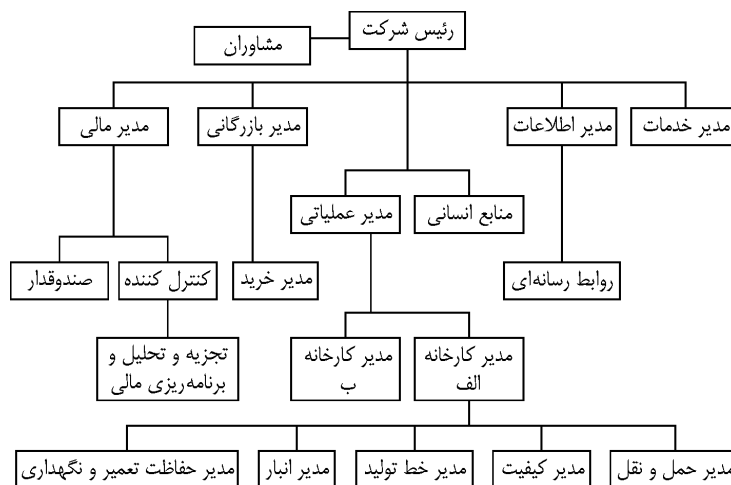 رئیس شرکت
مشاوران
مدیر خدمات
مدیر اطلاعات
مدیر بازرگانی
مدیر مالی
منابع انسانی
مدیر عملیاتی
روابط رسانه‌ای
مدیر خرید
کنترل کننده
صندوقدار
مدیر کارخانه
الف
مدیر کارخانه
ب
تجزیه و تحلیل و
برنامه‌ریزی مالی
مدیر حمل و نقل
مدیر کیفیت
مدیر خط تولید
مدیر انبار
مدیر حفاظت تعمیر و نگهداری